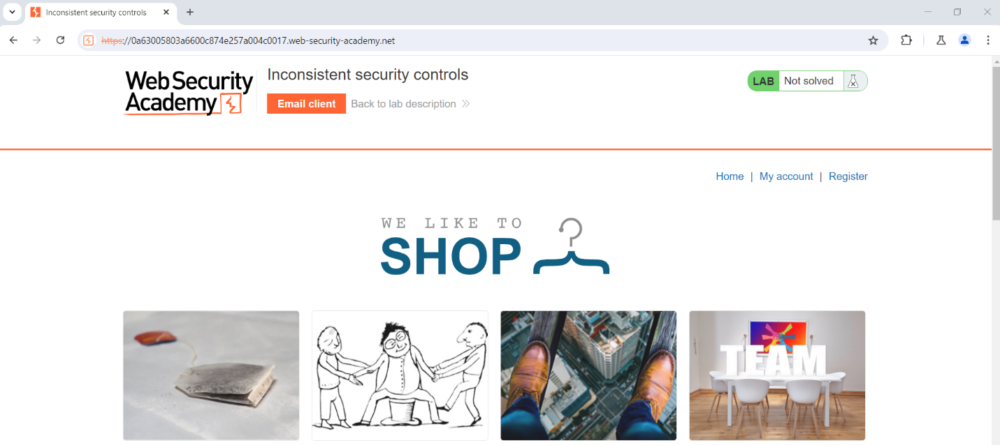 Inconsistent security controls
https://0a63005803a6600c874e257a004c0017.web-security-academy.net
Web Security
Academy
Inconsistent security controls
Email client
Back to lab description
LAB
Not solved
Home | My account | Register
WE LIKE TO
SHOP
TEAM